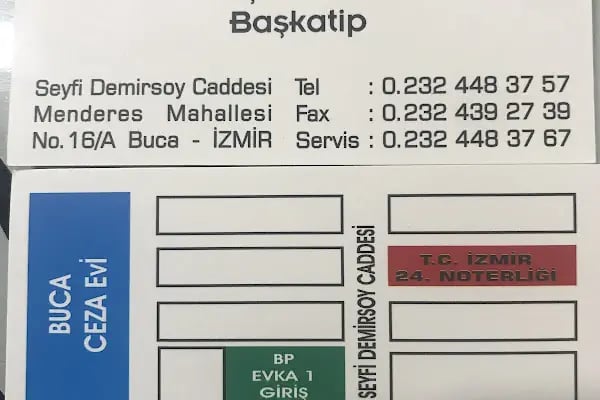 Başkatip
Seyfi Demirsoy Caddesi Tel : 0.232 448 37 57
Menderes Mahallesi Fax : 0.232 439 27 39
No.16/A Buca - İZMİR Servis : 0.232 448 37 67
BUCA
CEZA Evi
SEYFİ DEMİRSOY CADDESİ
T.C. İZMİR
24. NOTERLİĞİ
BP
EVKA 1
GİRİŞ